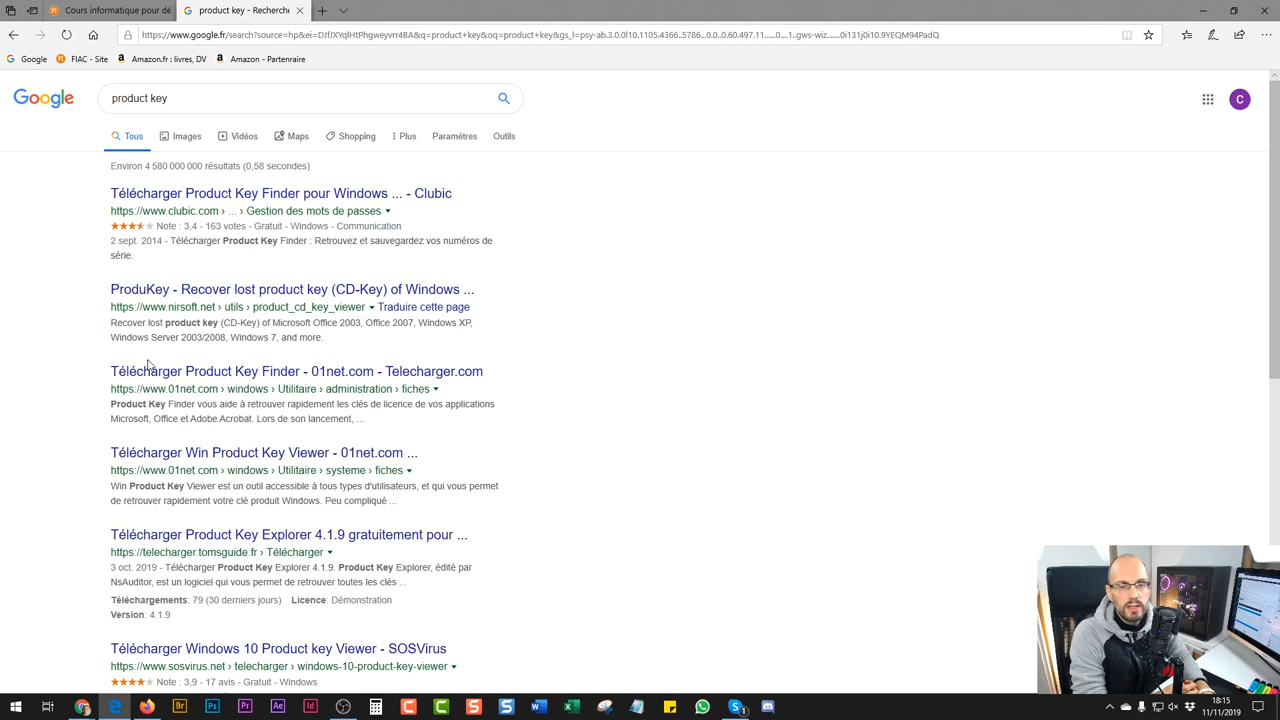 Cours informatique pour dé
product key - Recherche
https://www.google.fr/search?source=hp&ei=DJfJXYqlHtPhgweyvrr4BA&q=product+key&oq=product+key&gs_l=psy-ab.3.0.0l10.1105.4366..5786...0.0..0.60.497.11......0....1..gws-wiz.......0i131j0i10.9YEQM94PadQ
Google FIAC - Site Amazon.fr : livres, DV Amazon - Partenaire
Google
product key
C
Tous Images Vidéos Maps Shopping Plus Paramètres Outils
Environ 4 580 000 000 résultats (0,58 secondes)
Télécharger Product Key Finder pour Windows ... - Clubic
https://www.clubic.com › ... › Gestion des mots de passes
Note : 3,4 - 163 votes - Gratuit - Windows - Communication
2 sept. 2014 - Télécharger Product Key Finder : Retrouvez et sauvegardez vos numéros de
série.
ProduKey - Recover lost product key (CD-Key) of Windows ...
https://www.nirsoft.net › utils › product_cd_key_viewer Traduire cette page
Recover lost product key (CD-Key) of Microsoft Office 2003, Office 2007, Windows XP,
Windows Server 2003/2008, Windows 7, and more.
Télécharger Product Key Finder - 01net.com - Telecharger.com
https://www.01net.com › windows › Utilitaire › administration › fiches
Product Key Finder vous aide à retrouver rapidement les clés de licence de vos applications
Microsoft, Office et Adobe Acrobat. Lors de son lancement, ...
Télécharger Win Product Key Viewer - 01net.com ...
https://www.01net.com › windows › Utilitaire › systeme › fiches
Win Product Key Viewer est un outil accessible à tous types d'utilisateurs, et qui vous permet
de retrouver rapidement votre clé produit Windows. Peu compliqué ...
Télécharger Product Key Explorer 4.1.9 gratuitement pour ...
https://telecharger.tomsguide.fr › Télécharger
3 oct. 2019 - Télécharger Product Key Explorer 4.1.9. Product Key Explorer, édité par
NsAuditor, est un logiciel qui vous permet de retrouver toutes les clés ...
Téléchargements: 79 (30 derniers jours) Licence: Démonstration
Version: 4.1.9
Télécharger Windows 10 Product key Viewer - SOSVirus
https://www.sosvirus.net › telecharger › windows-10-product-key-viewer
Note : 3,9 - 17 avis - Gratuit - Windows
Br Ps Pr Ae Id
18:15
11/11/2019